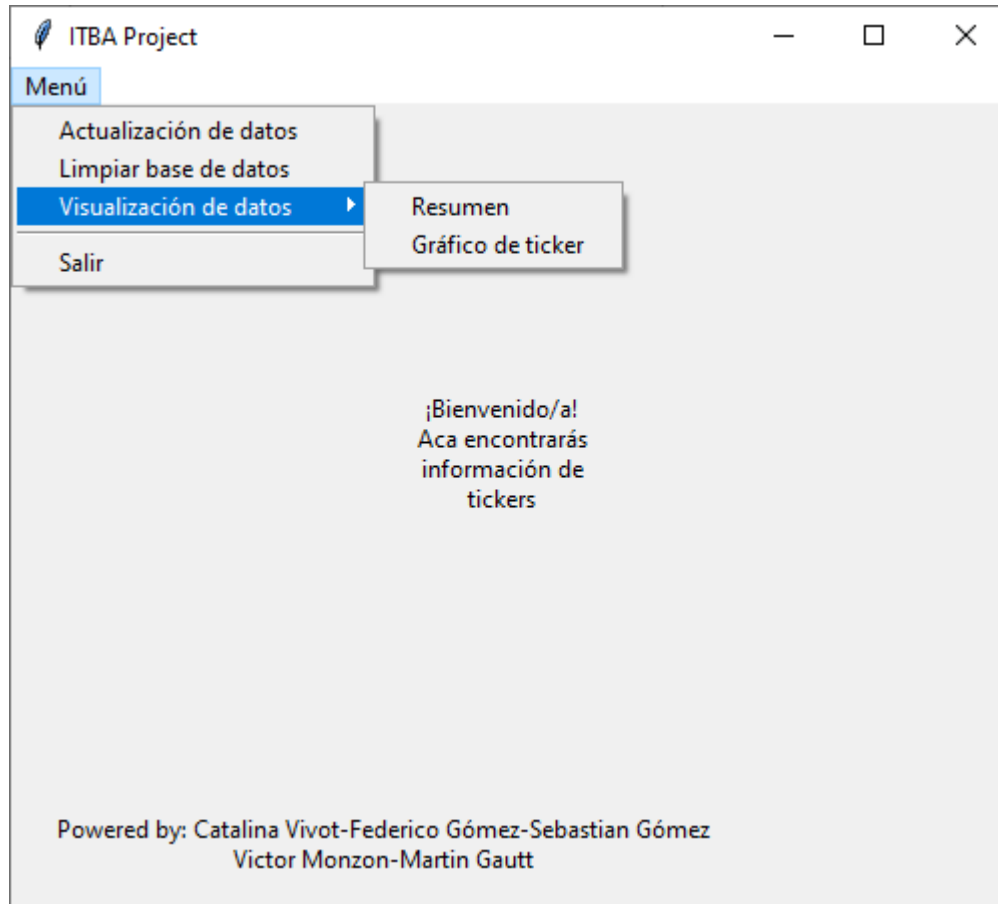 ITBA Project
Menú
Actualización de datos
Limpiar base de datos
Visualización de datos
Resumen
Gráfico de ticker
Salir
¡Bienvenido/a!
Aca encontrarás
información de
tickers
Powered by: Catalina Vivot-Federico Gómez-Sebastian Gómez
Victor Monzon-Martin Gautt